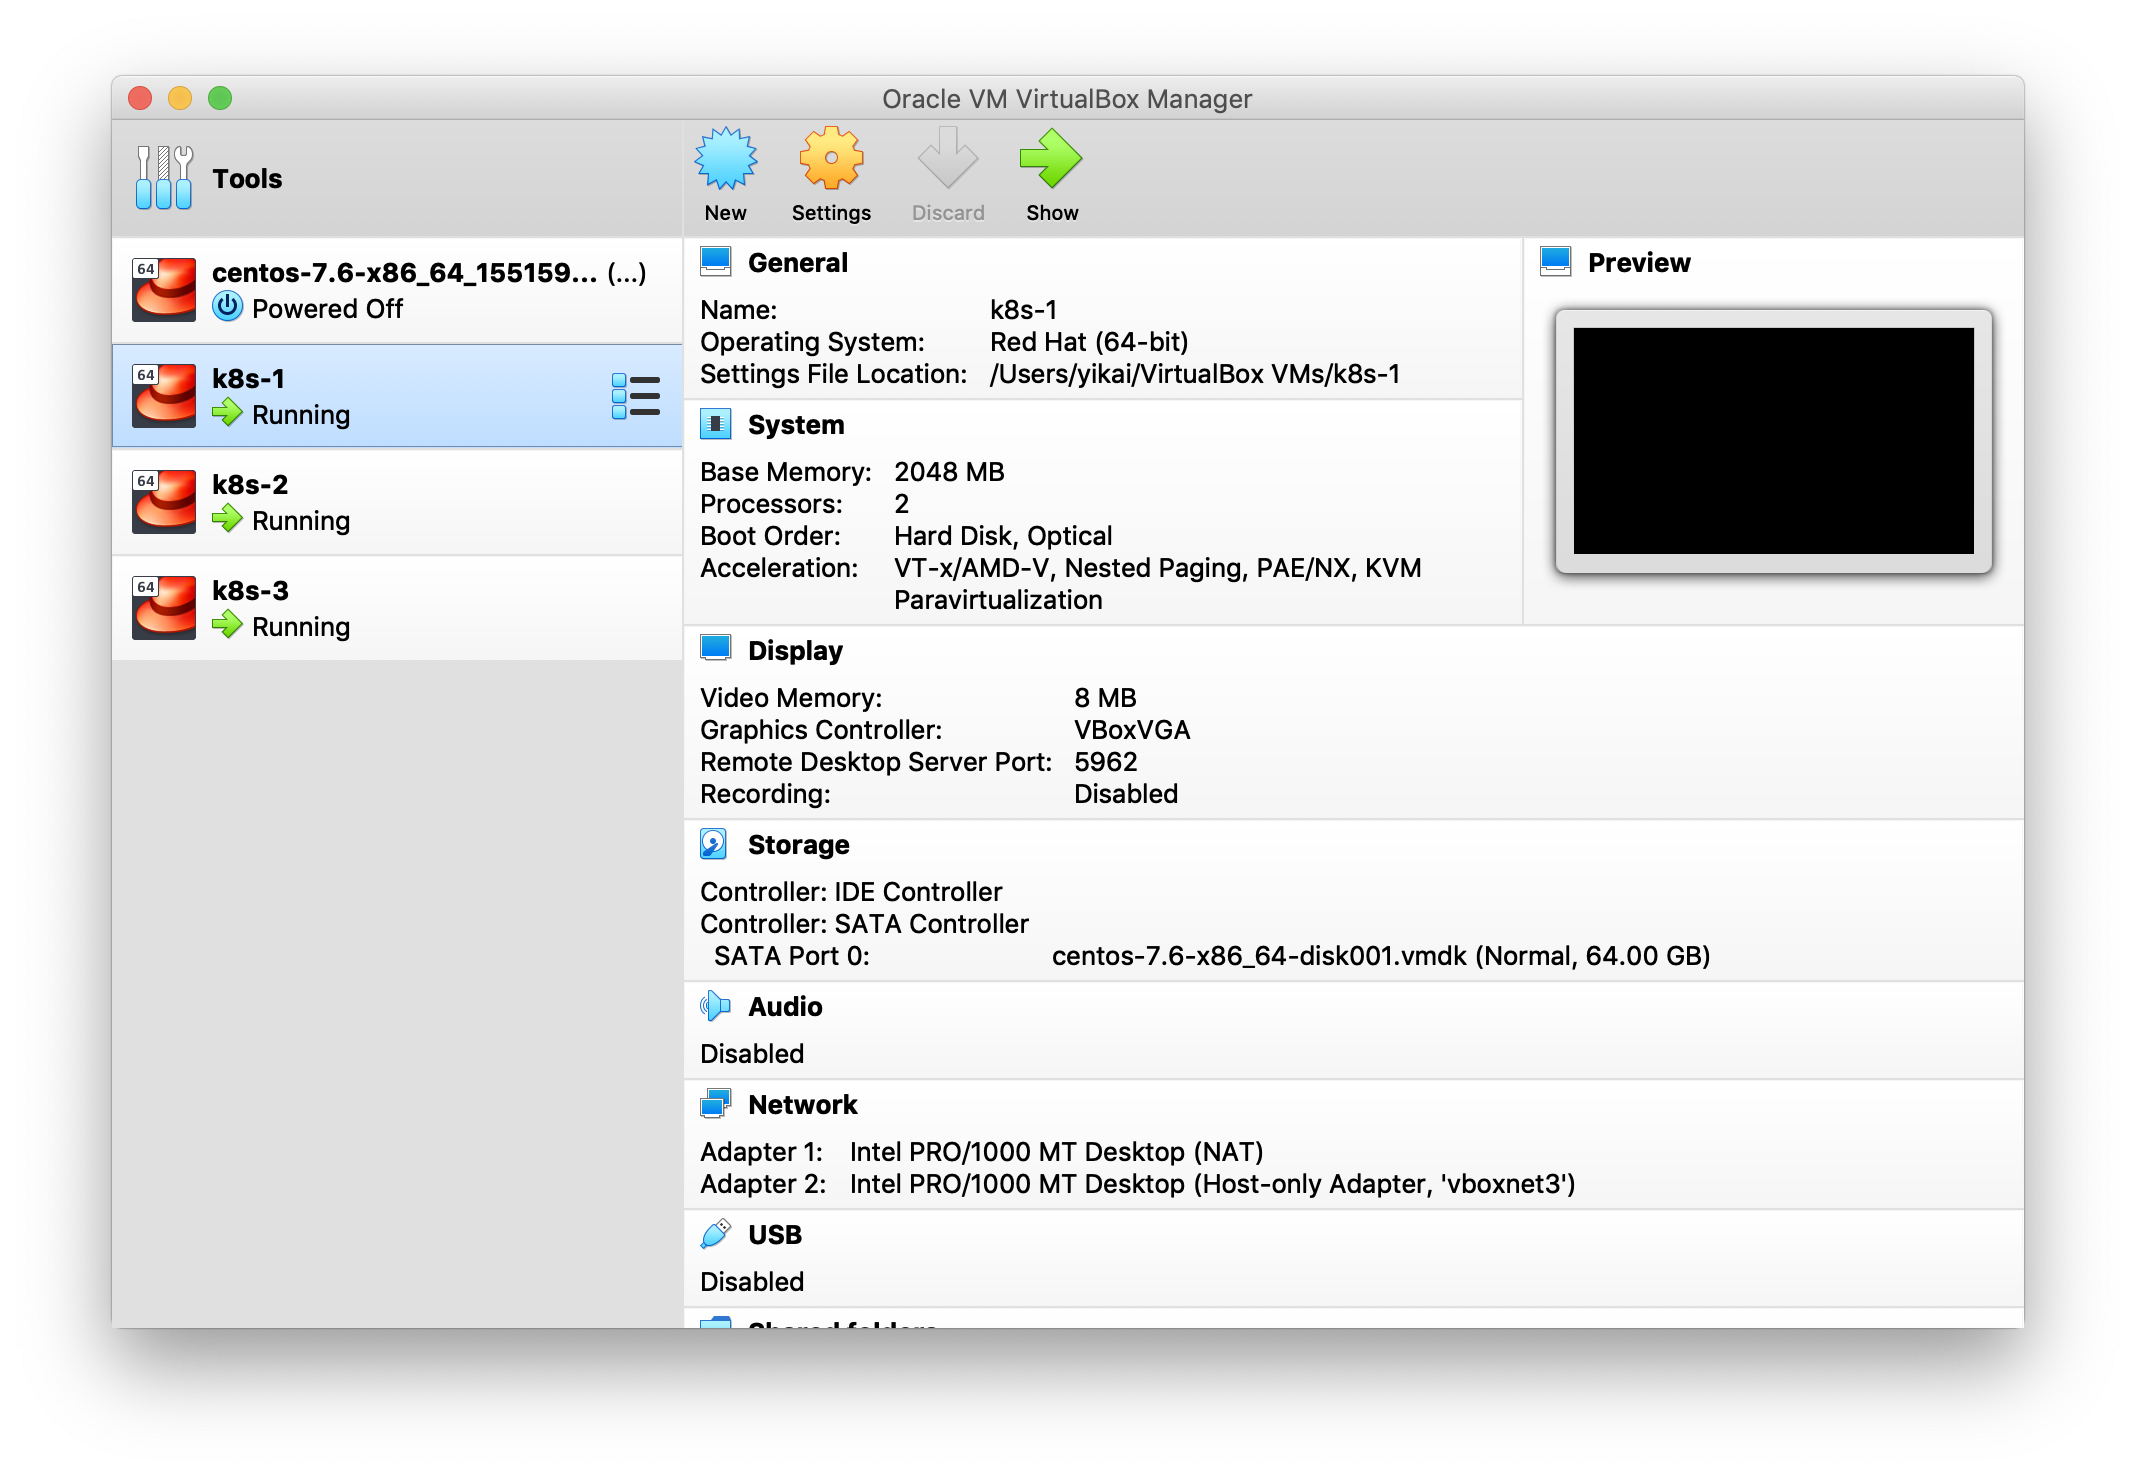 Oracle VM VirtualBox Manager
Tools
New Settings Discard Show
64
centos-7.6-x86_64_155159... (...)
Powered Off
64
k8s-1
Running
64
k8s-2
Running
64
k8s-3
Running
General
Name: k8s-1
Operating System: Red Hat (64-bit)
Settings File Location: /Users/yikai/VirtualBox VMs/k8s-1
Preview
System
Base Memory: 2048 MB
Processors: 2
Boot Order: Hard Disk, Optical
Acceleration: VT-x/AMD-V, Nested Paging, PAE/NX, KVM
Paravirtualization
Display
Video Memory: 8 MB
Graphics Controller: VBoxVGA
Remote Desktop Server Port: 5962
Recording: Disabled
Storage
Controller: IDE Controller
Controller: SATA Controller
SATA Port 0: centos-7.6-x86_64-disk001.vmdk (Normal, 64.00 GB)
Audio
Disabled
Network
Adapter 1: Intel PRO/1000 MT Desktop (NAT)
Adapter 2: Intel PRO/1000 MT Desktop (Host-only Adapter, 'vboxnet3')
USB
Disabled
Shared folders